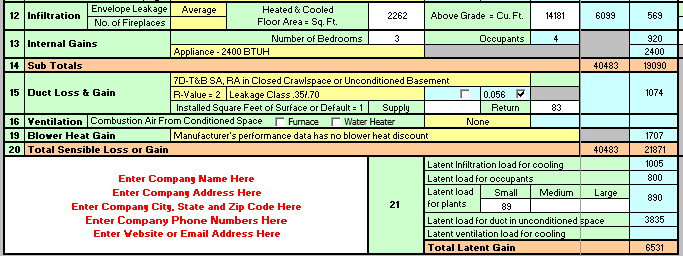 12 Infiltration Envelope Leakage Average Heated & Cooled Floor Area = Sq. Ft. 2262 Above Grade = Cu. Ft. 14181 6099 569
No. of Fireplaces
13 Internal Gains Number of Bedrooms 3 Occupants 4 920
Appliance - 2400 BTUH 2400
14 Sub Totals 40483 19090
15 Duct Loss & Gain 7D-T&B SA, RA in Closed Crawlspace or Unconditioned Basement
R-Value = 2 Leakage Class .35/.70 0.056 1074
Installed Square Feet of Surface or Default = 1 Supply Return 83
16 Ventilation Combustion Air From Conditioned Space Furnace Water Heater None
19 Blower Heat Gain Manufacturer's performance data has no blower heat discount 1707
20 Total Sensible Loss or Gain 40483 21871
Enter Company Name Here
Enter Company Address Here
Enter Company City, State and Zip Code Here
Enter Company Phone Numbers Here
Enter Website or Email Address Here
21
Latent Infiltration load for cooling 1005
Latent load for occupants 800
Latent load for plants Small Medium Large 890
89
Latent load for duct in unconditioned space 3835
Latent ventilation load for cooling
Total Latent Gain 6531